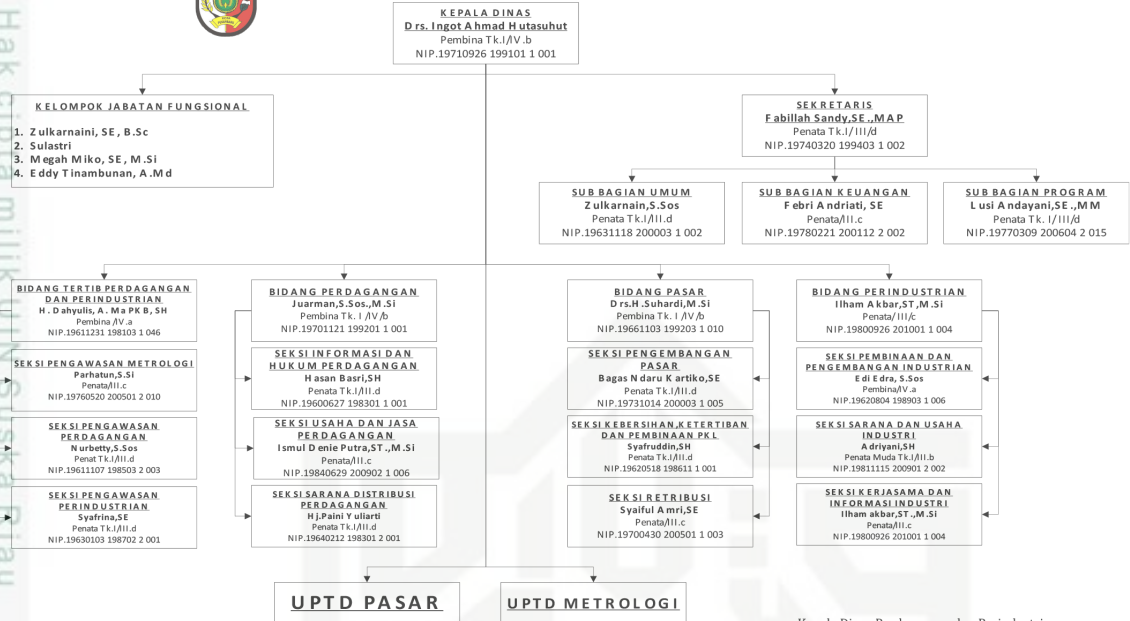 KEPALA DINAS
Drs. Ingot Ahmad Hutasuhut
Pembina Tk.I/IV.b
NIP.19710926 199101 1 001
KELOMPOK JABATAN FUNGSIONAL
1. Zulkarnaini, SE, B.Sc
2. Sulastri
3. Megah Miko, SE, M.Si
4. Eddy Tinambunan, A.Md
SEKRETARIS
Fabillah Sandy,SE.,MAP
Penata Tk.I/III/d
NIP.19740320 199403 1 002
SUB BAGIAN UMUM
Zulkarnain,S.Sos
Penata Tk.I/III.d
NIP.19631118 200003 1 002
SUB BAGIAN KEUANGAN
Febri Andriati, SE
Penata/III.c
NIP.19780221 200112 2 002
SUB BAGIAN PROGRAM
Lusi Andayani,SE.,MM
Penata Tk. I/III/d
NIP.19770309 200604 2 015
BIDANG TERTIB PERDAGANGAN
DAN PERINDUSTRIAN
H. Dahyulis, A. Ma PKB, SH
Pembina /IV.a
NIP.19611231 198103 1 046
BIDANG PERDAGANGAN
Juarman,S.Sos.,M.Si
Pembina Tk. I /IV/b
NIP.19701121 199201 1 001
BIDANG PASAR
Drs.H.Suhardi,M.Si
Pembina Tk. I /IV/b
NIP.19661103 199203 1 010
BIDANG PERINDUSTRIAN
Ilham Akbar,ST,M.Si
Penata/III/c
NIP.19800926 201001 1 004
SEKSI PENGAWASAN METROLOGI
Parhatun,S.Si
Penata/III.c
NIP.19760520 200501 2 010
SEKSI INFORMASI DAN
HUKUM PERDAGANGAN
Hasan Basri,SH
Penata Tk.I/III.d
NIP.19600627 198301 1 001
SEKSI PENGEMBANGAN
PASAR
Bagas Ndaru Kartiko,SE
Penata Tk.I/III.d
NIP.19731014 200003 1 005
SEKSI PEMBINAAN DAN
PENGEMBANGAN INDUSTRIAN
Edi Edra, S.Sos
Pembina/IV.a
NIP.19620804 198903 1 006
SEKSI PENGAWASAN
PERDAGANGAN
Nurbetty,S.Sos
Penat Tk.I/III.d
NIP.19611107 198503 2 003
SEKSI USAHA DAN JASA
PERDAGANGAN
Ismul Denie Putra,ST.,M.Si
Penata/III.c
NIP.19840629 200902 1 006
SEKSI KEBERSIHAN,KETERTIBAN
DAN PEMBINAAN PKL
Syafruddin,SH
Penata Tk.I/III.d
NIP.19620518 198611 1 001
SEKSI SARANA DAN USAHA
INDUSTRI
Adriyani,SH
Penata Muda Tk.I/III.b
NIP.19811115 200901 2 002
SEKSI PENGAWASAN
PERINDUSTRIAN
Syafrina,SE
Penata Tk.I/III.d
NIP.19630103 198702 2 001
SEKSI SARANA DISTRIBUSI
PERDAGANGAN
Hj.Paini Yuliarti
Penata Tk.I/III.d
NIP.19640212 198301 2 001
SEKSI RETRIBUSI
Syaiful Amri,SE
Penata/III.c
NIP.19700430 200501 1 003
SEKSI KERJASAMA DAN
INFORMASI INDUSTRI
Ilham akbar,ST.,M.Si
Penata/III.c
NIP.19800926 201001 1 004
UPTD PASAR
UPTD METROLOGI
Hak cipta milik UIN Suska Riau